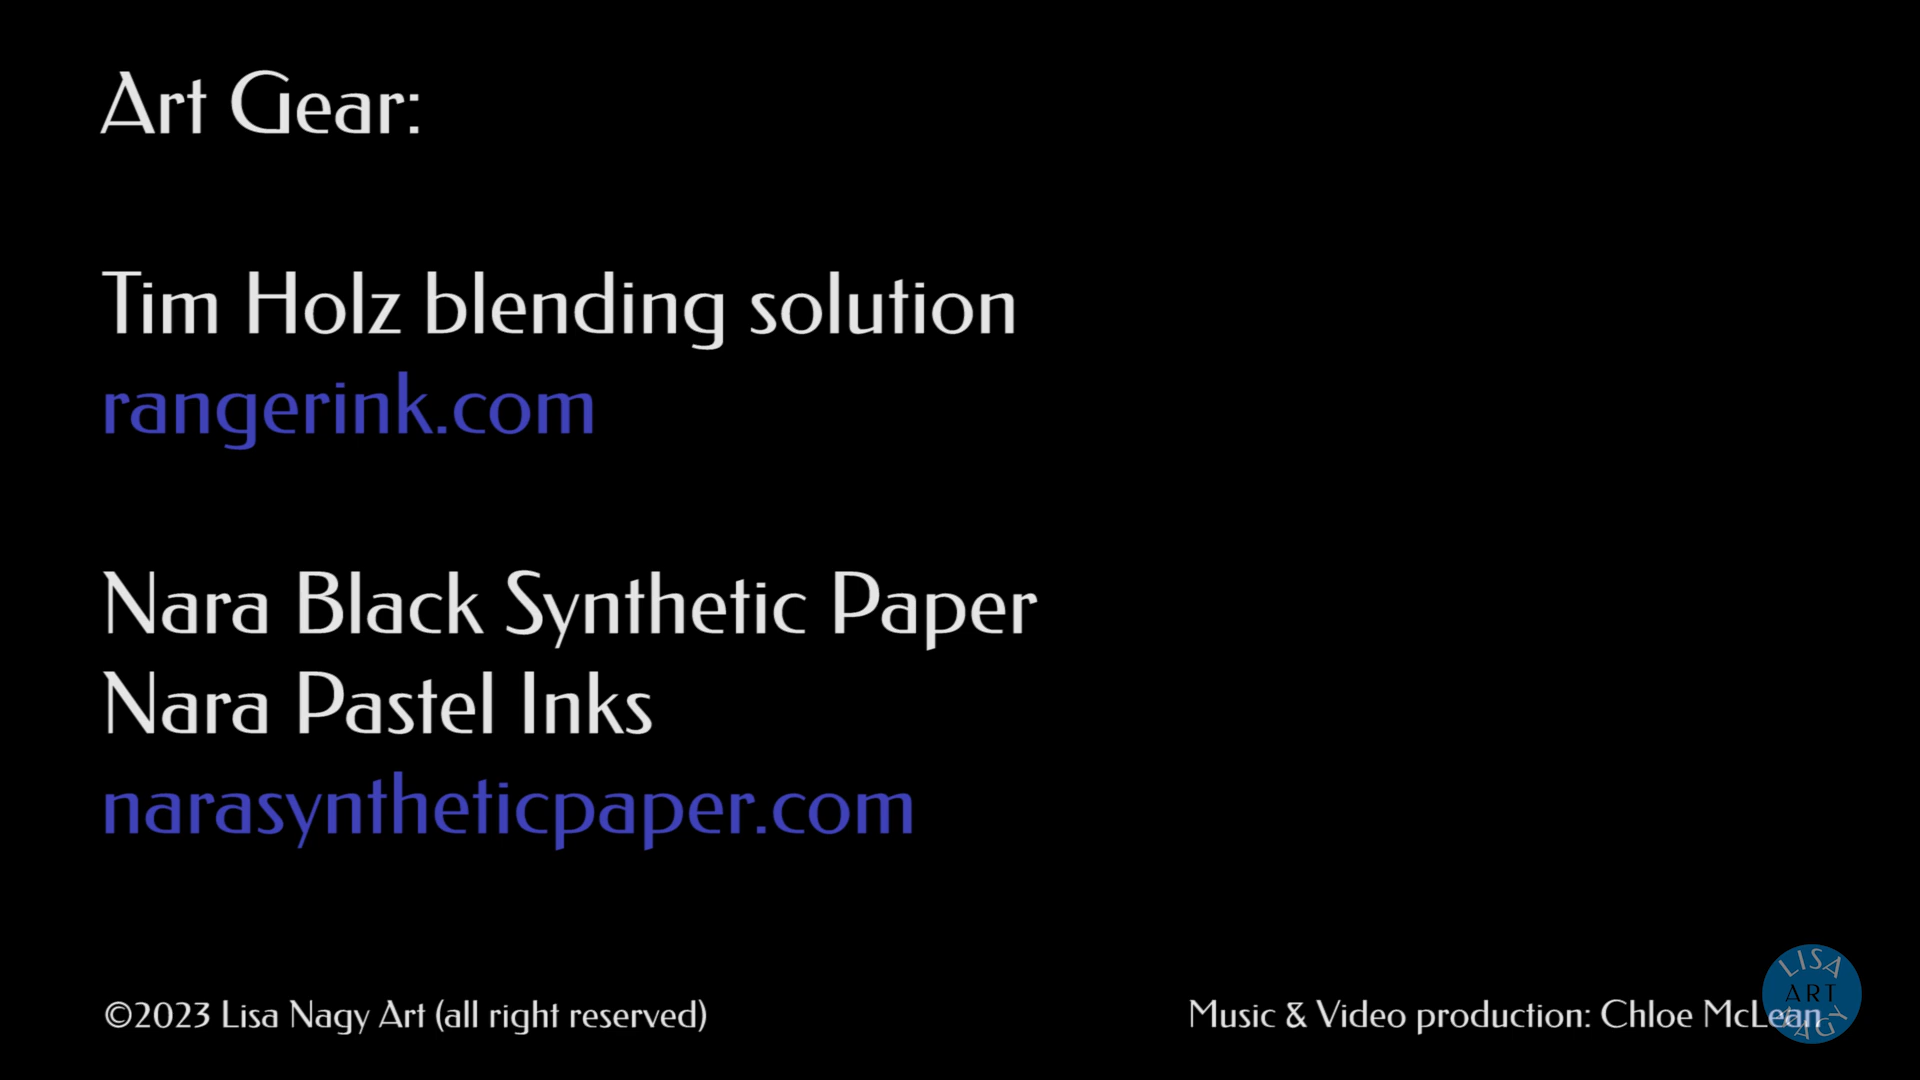 Art Gear:
Tim Holz blending solution
rangerink.com
Nara Black Synthetic Paper
Nara Pastel Inks
narasyntheticpaper.com
©2023 Lisa Nagy Art (all right reserved)
Music & Video production: Chloe McLean
LISA
ART
NAGY